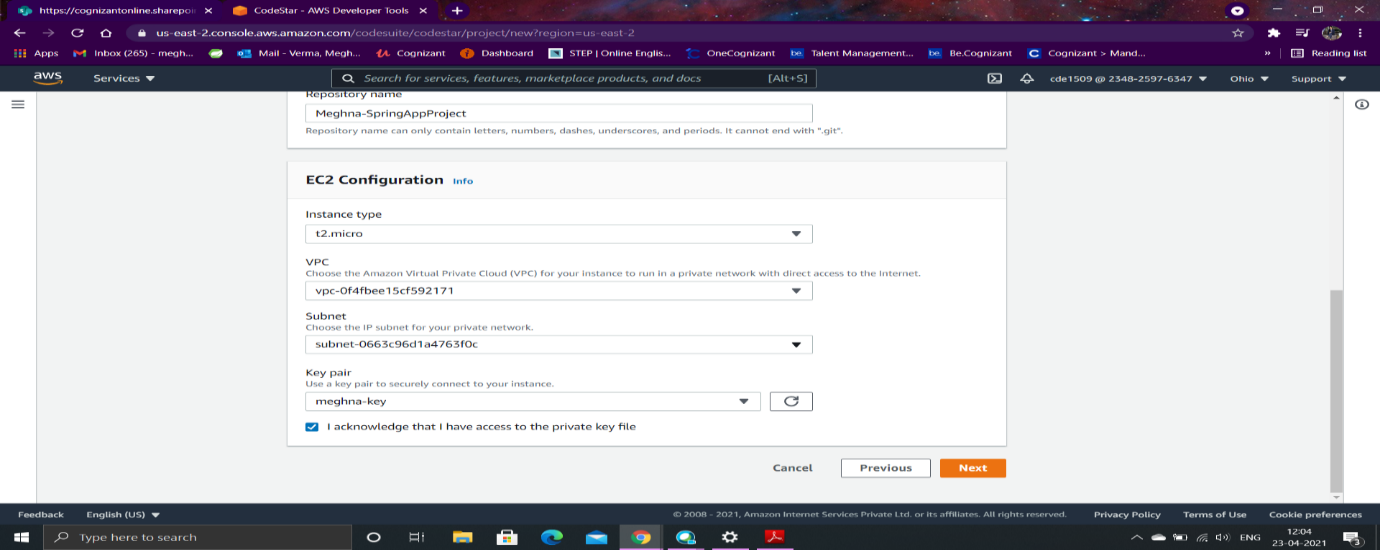 https://cognizantonline.sharepoi
CodeStar - AWS Developer Tools
us-east-2.console.aws.amazon.com/codesuite/codestar/project/new?region=us-east-2
Apps
Inbox (265) - megh...
Mail - Verma, Megh...
Cognizant
Dashboard
STEP | Online Englis...
OneCognizant
be. Talent Management...
be. Be.Cognizant
Cognizant > Mand...
»
Reading list
aws
Services
Search for services, features, marketplace products, and docs
[Alt+S]
cde1509 @ 2348-2597-6347
Ohio
Support
Repository name
Meghna-SpringAppProject
Repository name can only contain letters, numbers, dashes, underscores, and periods. It cannot end with ".git".
EC2 Configuration Info
Instance type
t2.micro
VPC
Choose the Amazon Virtual Private Cloud (VPC) for your instance to run in a private network with direct access to the Internet.
vpc-0f4fbee15cf592171
Subnet
Choose the IP subnet for your private network.
subnet-0663c96d1a4763f0c
Key pair
Use a key pair to securely connect to your instance.
meghna-key
I acknowledge that I have access to the private key file
Cancel
Previous
Next
Feedback
English (US)
© 2008 - 2021, Amazon Internet Services Private Ltd. or its affiliates. All rights reserved.
Privacy Policy
Terms of Use
Cookie preferences
Type here to search
ENG
12:04
23-04-2021
3